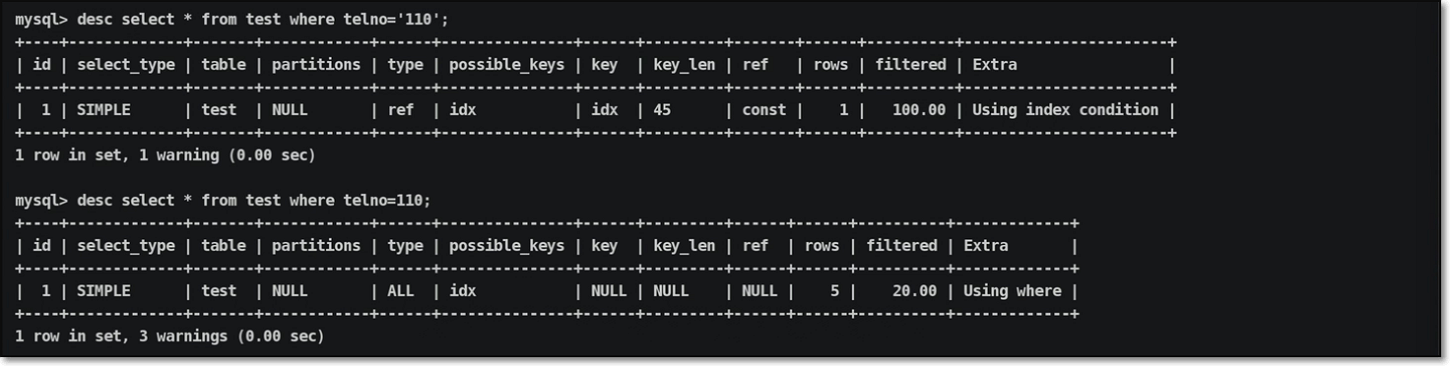 mysql> desc select * from test where telno='110';
+----+-------------+-------+------------+------+---------------+------+---------+-------+------+----------+-----------------------+
| id | select_type | table | partitions | type | possible_keys | key  | key_len | ref   | rows | filtered | Extra                 |
+----+-------------+-------+------------+------+---------------+------+---------+-------+------+----------+-----------------------+
|  1 | SIMPLE      | test  | NULL       | ref  | idx           | idx  | 45      | const |    1 |   100.00 | Using index condition |
+----+-------------+-------+------------+------+---------------+------+---------+-------+------+----------+-----------------------+
1 row in set, 1 warning (0.00 sec)

mysql> desc select * from test where telno=110;
+----+-------------+-------+------------+------+---------------+------+---------+------+------+----------+-------------+
| id | select_type | table | partitions | type | possible_keys | key  | key_len | ref  | rows | filtered | Extra       |
+----+-------------+-------+------------+------+---------------+------+---------+------+------+----------+-------------+
|  1 | SIMPLE      | test  | NULL       | ALL  | idx           | NULL | NULL    | NULL |    5 |    20.00 | Using where |
+----+-------------+-------+------------+------+---------------+------+---------+------+------+----------+-------------+
1 row in set, 3 warnings (0.00 sec)